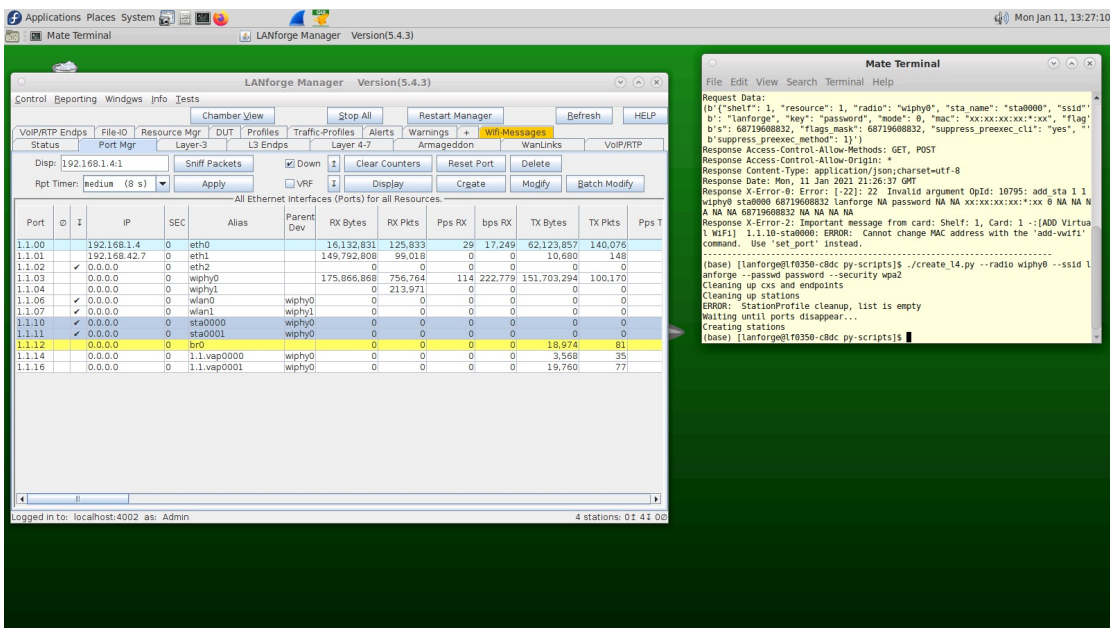 Applications Places System
Mon Jan 11, 13:27:10
Mate Terminal
LANforge Manager Version(5.4.3)
LANforge Manager Version(5.4.3)
Control Reporting Windows Info Tests
Chamber View Stop All Restart Manager Refresh HELP
VoIP/RTP Endps File-IO Resource Mgr DUT Profiles Traffic-Profiles Alerts Warnings + Wifi-Messages
Status Port Mgr Layer-3 L3 Endps Layer 4-7 Armageddon WanLinks VoIP/RTP
Disp: 192.168.1.4:1 Sniff Packets ✔ Down ↥ Clear Counters Reset Port Delete
Rpt Timer: medium (8 s) Apply VRF ↧ Display Create Modify Batch Modify
All Ethernet Interfaces (Ports) for all Resources.
Port ∅ ↧ IP SEC Alias Parent Dev RX Bytes RX Pkts Pps RX bps RX TX Bytes TX Pkts Pps T
1.1.00 192.168.1.4 0 eth0 16,132,831 125,833 29 17,249 62,123,857 140,076
1.1.01 192.168.42.7 0 eth1 149,792,808 99,018 0 0 10,680 148
1.1.02 ✔ 0.0.0.0 0 eth2 0 0 0 0 0 0
1.1.03 0.0.0.0 0 wiphy0 175,866,868 756,764 114 222,779 151,703,294 100,170
1.1.04 0.0.0.0 0 wiphy1 0 213,971 0 0 0 0
1.1.06 ✔ 0.0.0.0 0 wlan0 wiphy0 0 0 0 0 0 0
1.1.07 ✔ 0.0.0.0 0 wlan1 wiphy1 0 0 0 0 0 0
1.1.10 ✔ 0.0.0.0 0 sta0000 wiphy0 0 0 0 0 0 0
1.1.11 ✔ 0.0.0.0 0 sta0001 wiphy0 0 0 0 0 0 0
1.1.12 0.0.0.0 0 br0 0 0 0 0 18,974 81
1.1.14 0.0.0.0 0 1.1.vap0000 wiphy0 0 0 0 0 3,568 35
1.1.16 0.0.0.0 0 1.1.vap0001 wiphy0 0 0 0 0 19,760 77
Logged in to: localhost:4002 as: Admin 4 stations: 0↥ 4↧ 0∅
Mate Terminal
File Edit View Search Terminal Help
Request Data:
(b'{"shelf": 1, "resource": 1, "radio": "wiphy0", "sta_name": "sta0000", "ssid"'
b': "lanforge", "key": "password", "mode": 0, "mac": "xx:xx:xx:xx:*:xx", "flag'
b's": 68719608832, "flags_mask": 68719608832, "suppress_preexec_cli": "yes", "'
b'suppress_preexec_method": 1}')
Response Access-Control-Allow-Methods: GET, POST
Response Access-Control-Allow-Origin: *
Response Content-Type: application/json;charset=utf-8
Response Date: Mon, 11 Jan 2021 21:26:37 GMT
Response X-Error-0: Error: [-22]: 22 Invalid argument OpId: 10795: add_sta 1 1
wiphy0 sta0000 68719608832 lanforge NA password NA NA xx:xx:xx:xx:*:xx 0 NA NA N
A NA NA 68719608832 NA NA NA NA
Response X-Error-2: Important message from card: Shelf: 1, Card: 1 -:[ADD Virtua
l WiFi] 1.1.10-sta0000: ERROR: Cannot change MAC address with the 'add-vwifi'
command. Use 'set_port' instead.
--------------------------------------------------------------------------------
(base) [lanforge@lf0350-c8dc py-scripts]$ ./create_l4.py --radio wiphy0 --ssid l
anforge --passwd password --security wpa2
Cleaning up cxs and endpoints
Cleaning up stations
ERROR: StationProfile cleanup, list is empty
Waiting until ports disappear...
Creating stations
(base) [lanforge@lf0350-c8dc py-scripts]$